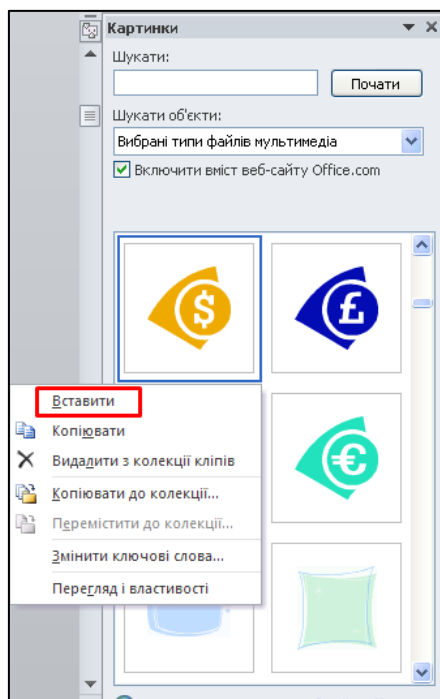 Картинки
Шукати:
Почати
Шукати об'єкти:
Вибрані типи файлів мультимедіа
Включити вміст веб-сайту Office.com
$
£
Вставити
Копіювати
€
Видалити з колекції кліпів
Копіювати до колекції...
Перемістити до колекції...
Змінити ключові слова...
Перегляд і властивості